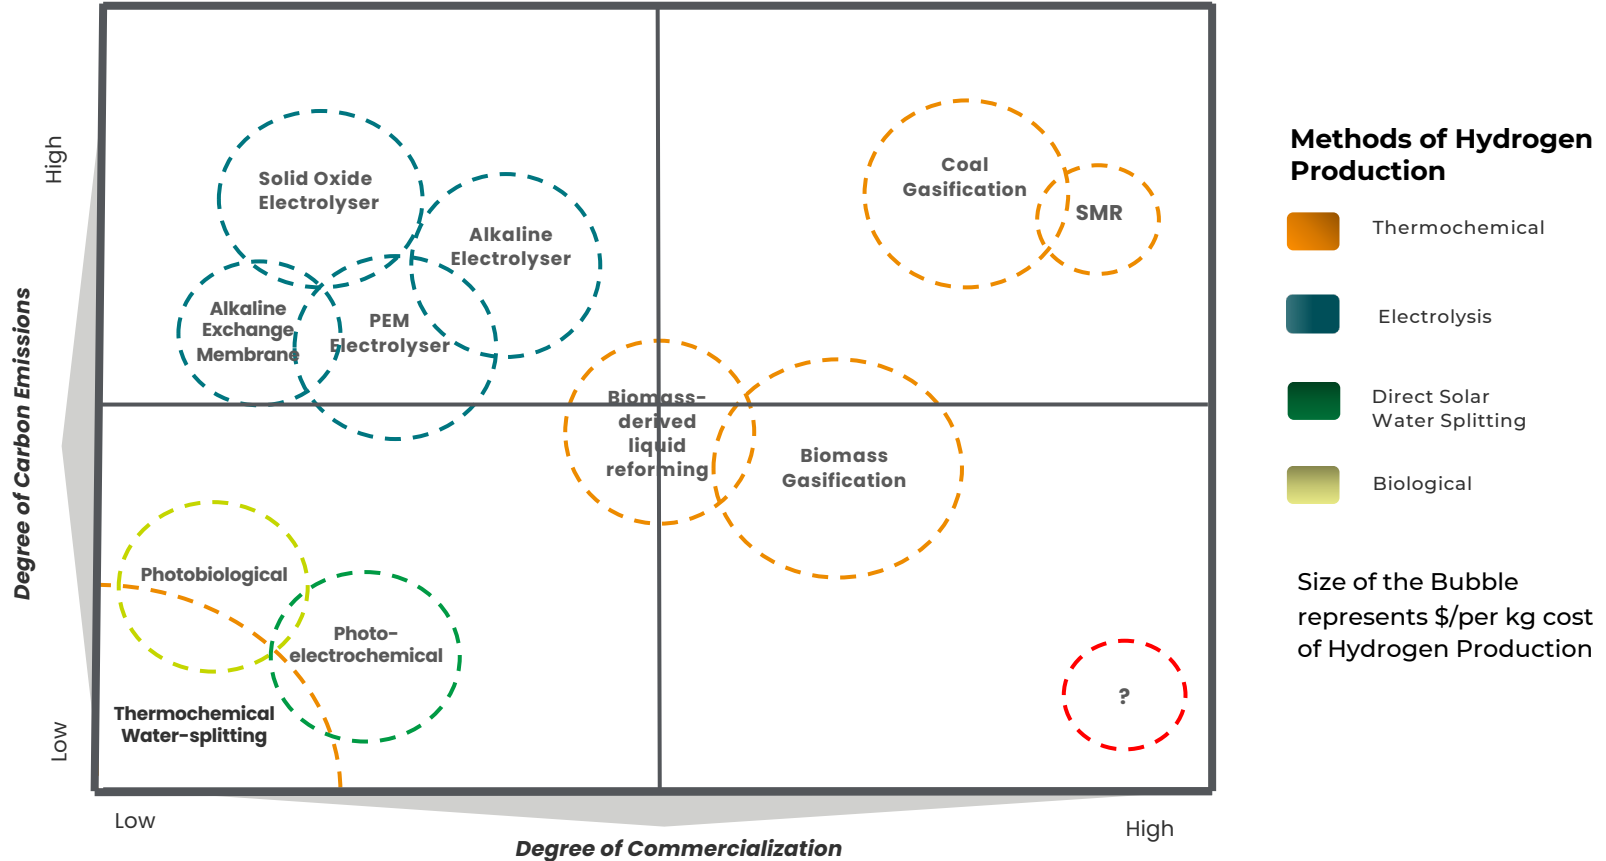 High
Low
Degree of Carbon Emissions
Solid Oxide
Electrolyser
Alkaline
Electrolyser
Alkaline
Exchange
Membrane
PEM
Electrolyser
Coal
Gasification
SMR
Biomass-
derived
liquid
reforming
Biomass
Gasification
Photobiological
Photo-
electrochemical
Thermochemical
Water-splitting
?
Low
High
Degree of Commercialization
Methods of Hydrogen
Production
Thermochemical
Electrolysis
Direct Solar
Water Splitting
Biological
Size of the Bubble
represents $/per kg cost
of Hydrogen Production